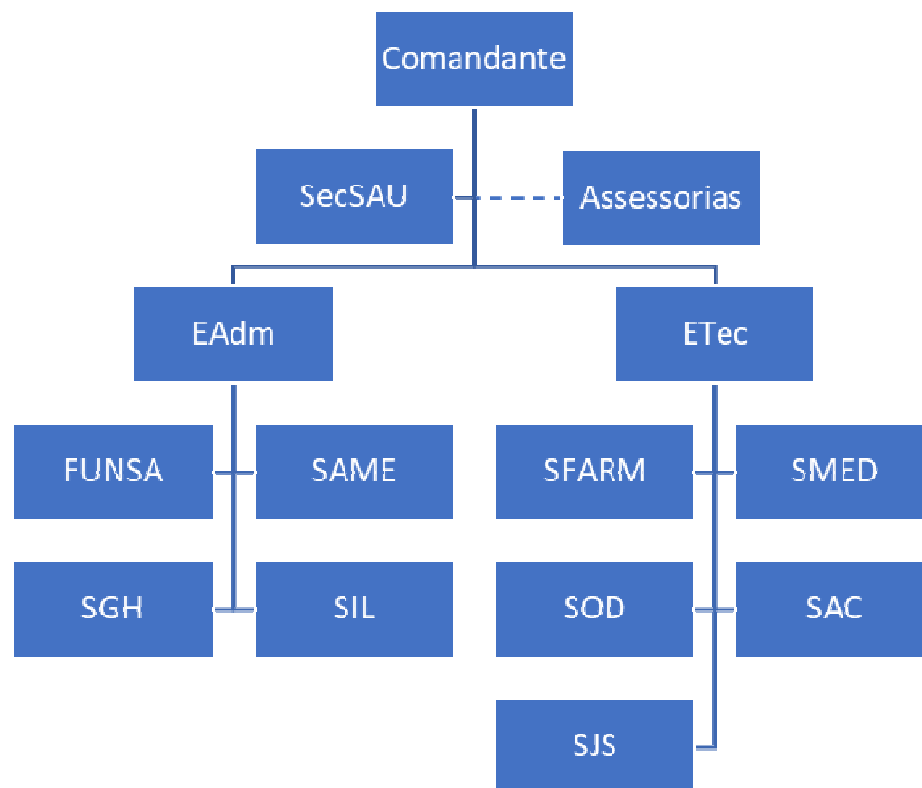 Comandante
SecSAU
Assessorias
EAdm
ETec
FUNSA
SAME
SFARM
SMED
SGH
SIL
SOD
SAC
SJS